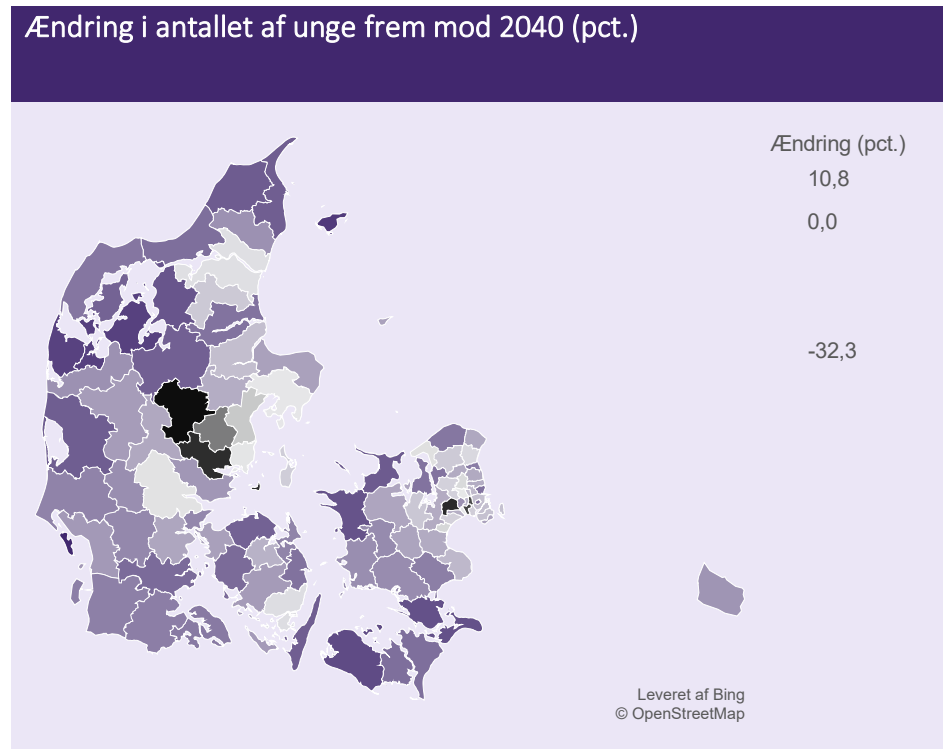 Ændring i antallet af unge frem mod 2040 (pct.)
Ændring (pct.)
10,8
0,0
-32,3
Leveret af Bing
© OpenStreetMap